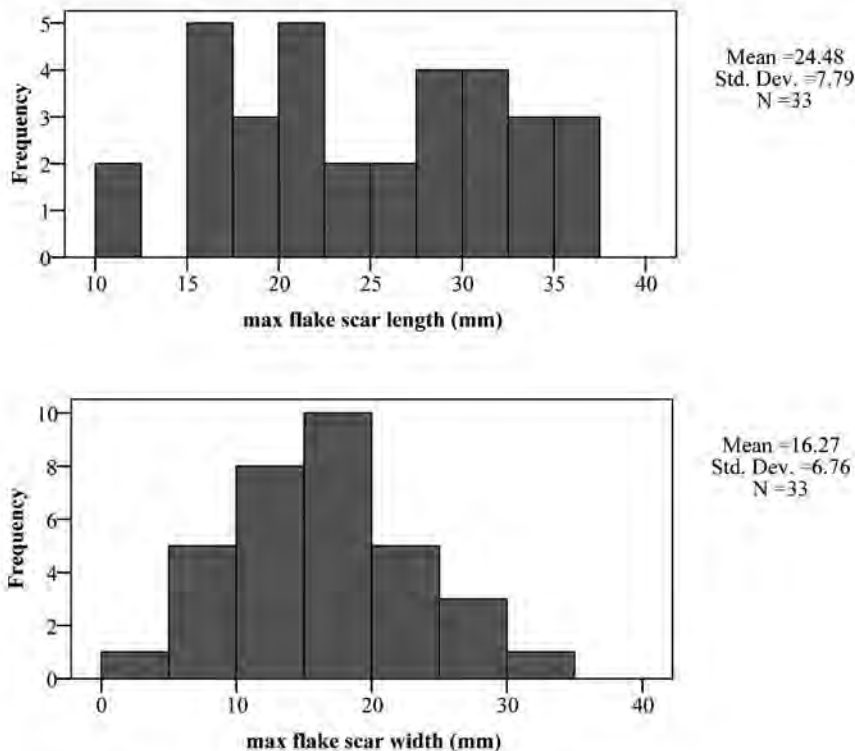 5
4
3
2
1
0
Frequency
10 15 20 25 30 35 40
max flake scar length (mm)
Mean =24.48
Std. Dev. =7.79
N =33
10
8
6
4
2
0
Frequency
0 10 20 30 40
max flake scar width (mm)
Mean =16.27
Std. Dev. =6.76
N =33